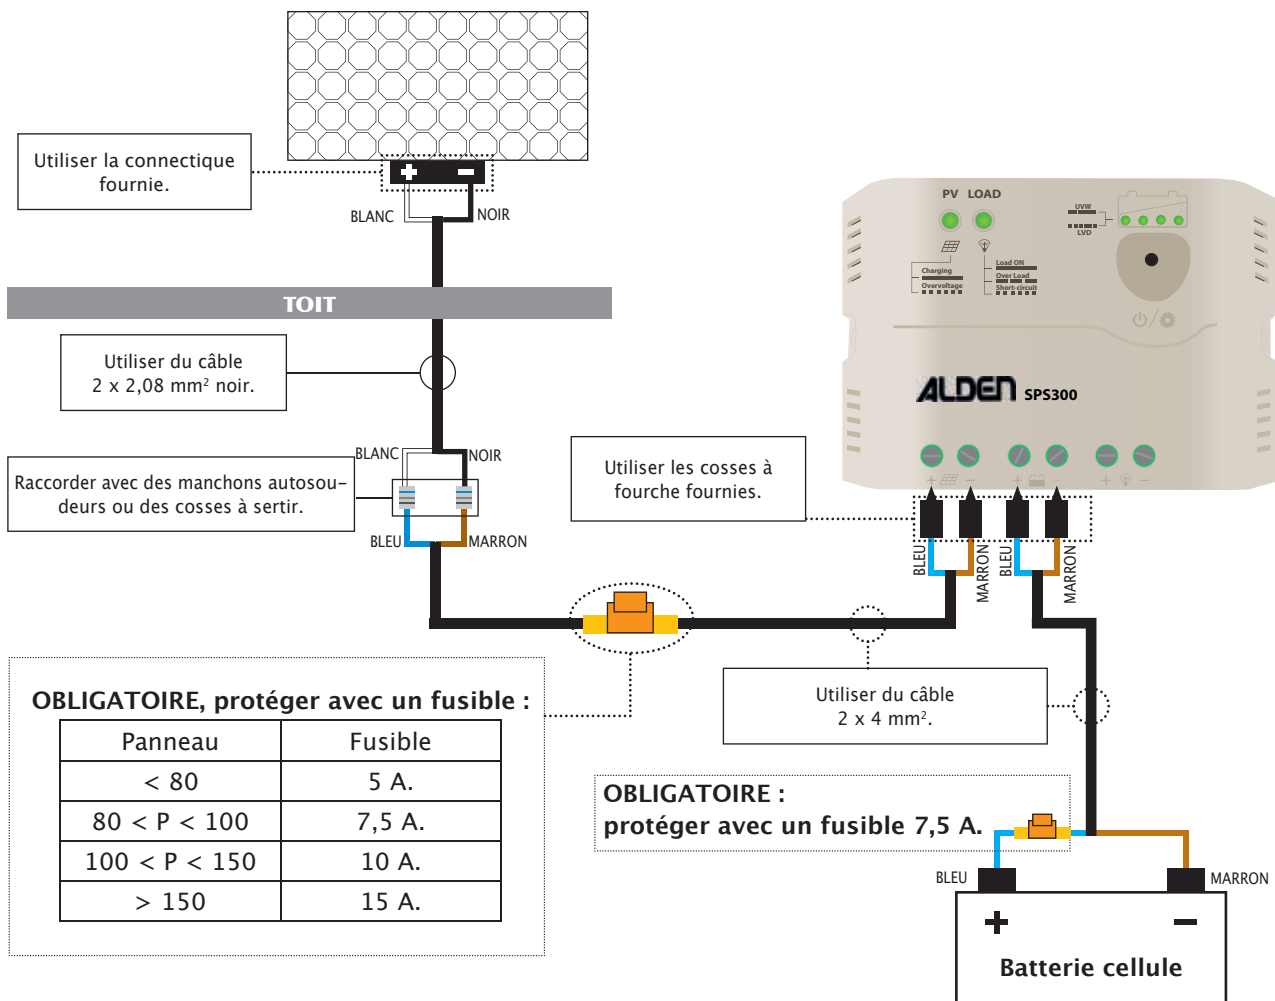 Utiliser la connectique
fournie.
+ −
BLANC
NOIR
TOIT
Utiliser du câble
2 x 2,08 mm² noir.
BLANC
NOIR
Raccorder avec des manchons autosou-
deurs ou des cosses à sertir.
BLEU
MARRON
PV LOAD
UVW
LVD
Charging
Overvoltage
Load ON
Over Load
Short-circuit
ALDEN SPS300
+ − + − + −
Utiliser les cosses à
fourche fournies.
BLEU
MARRON
BLEU
MARRON
Utiliser du câble
2 x 4 mm².
OBLIGATOIRE, protéger avec un fusible :
Panneau Fusible
< 80 5 A.
80 < P < 100 7,5 A.
100 < P < 150 10 A.
> 150 15 A.
OBLIGATOIRE :
protéger avec un fusible 7,5 A.
BLEU
MARRON
+ −
Batterie cellule